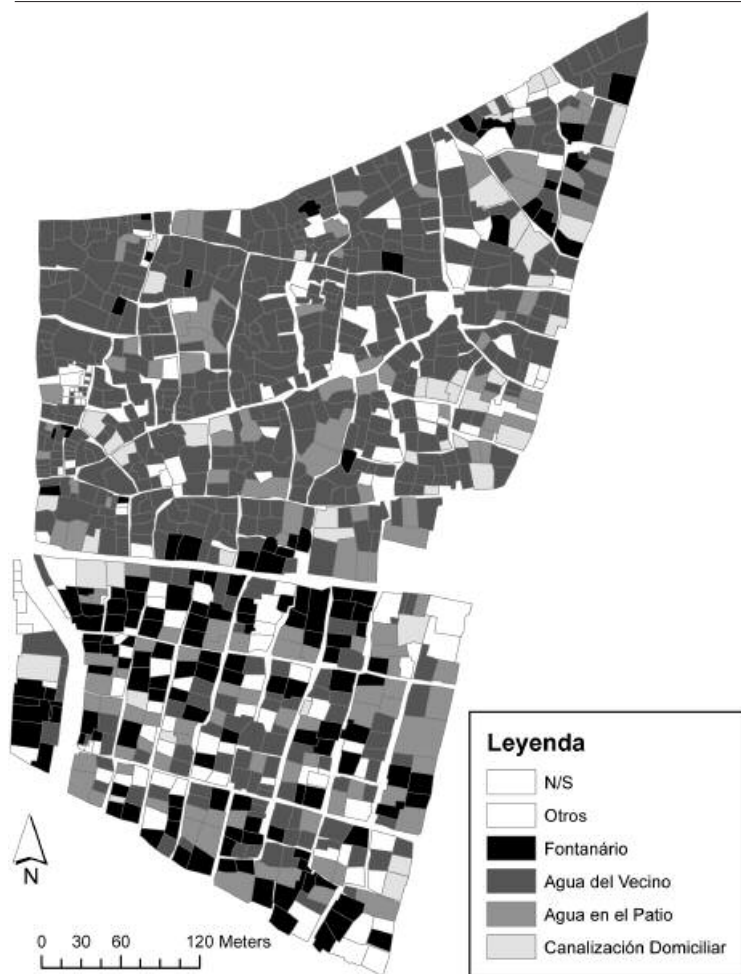 Leyenda
N/S
Otros
Fontanário
Agua del Vecino
Agua en el Patio
Canalización Domiciliar
N
0 30 60 120 Meters